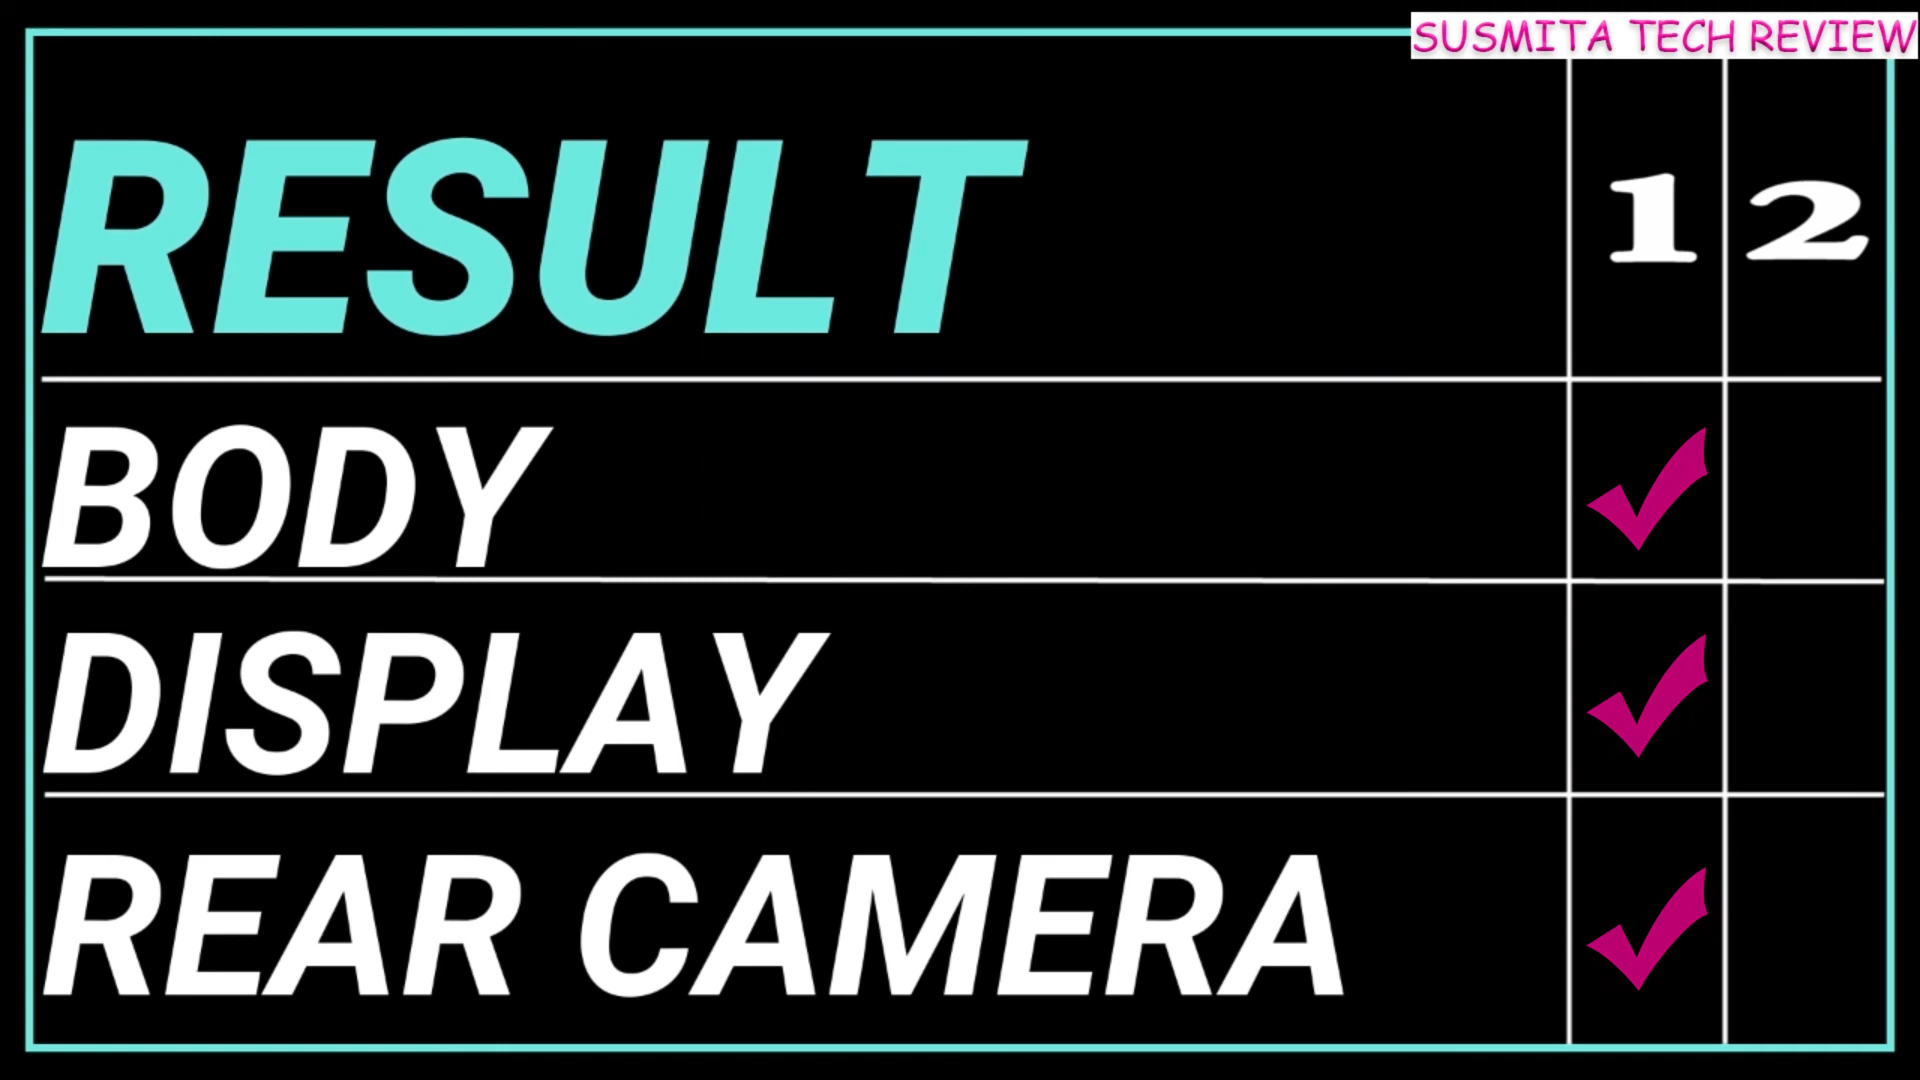 SUSMITA TECH REVIEW
RESULT 1 2
BODY
DISPLAY
REAR CAMERA